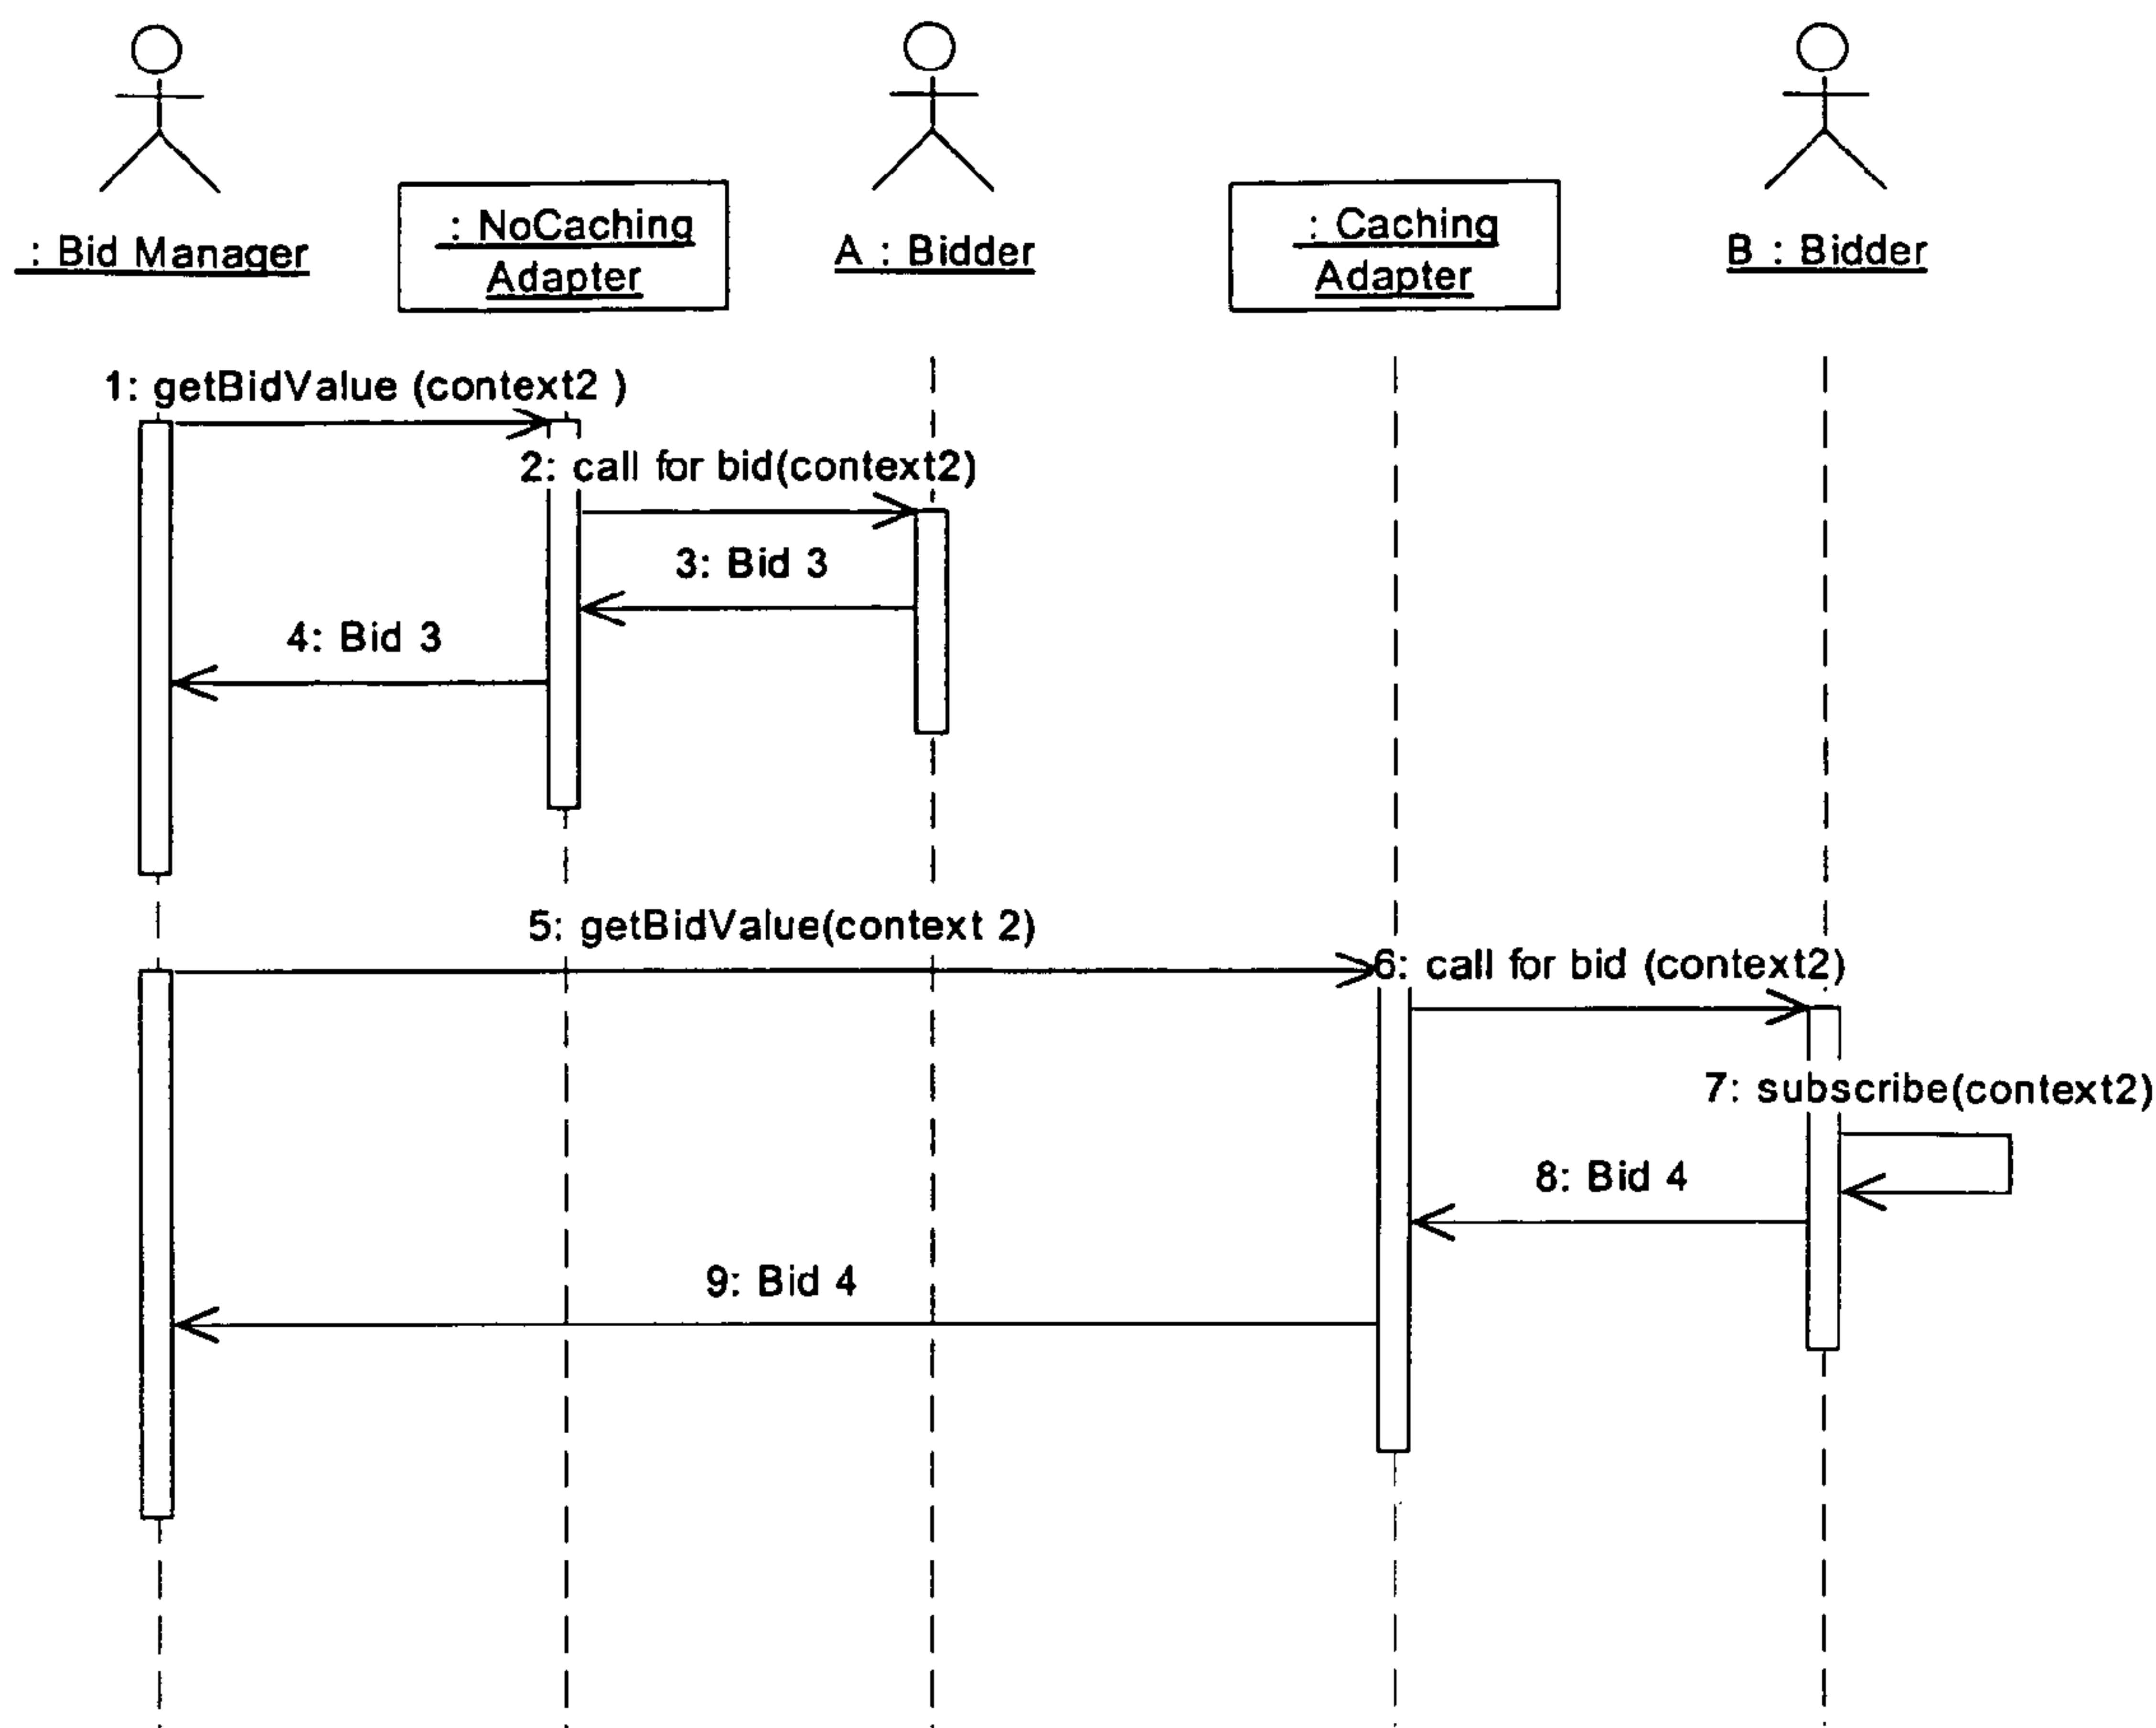 : Bid Manager
: NoCaching
Adapter
A : Bidder
: Caching
Adapter
B : Bidder
1: getBidValue (context2 )
2: call for bid(context2)
3: Bid 3
4: Bid 3
5: getBidValue(context 2)
6: call for bid (context2)
7: subscribe(context2)
8: Bid 4
9: Bid 4